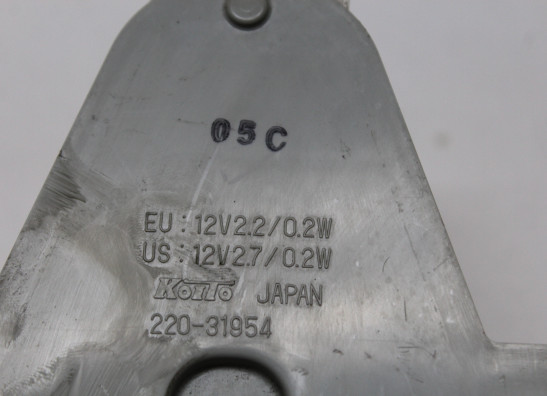 05C
EU : 12V2.2/0.2W
US : 12V2.7/0.2W
KOITO JAPAN
220-31954